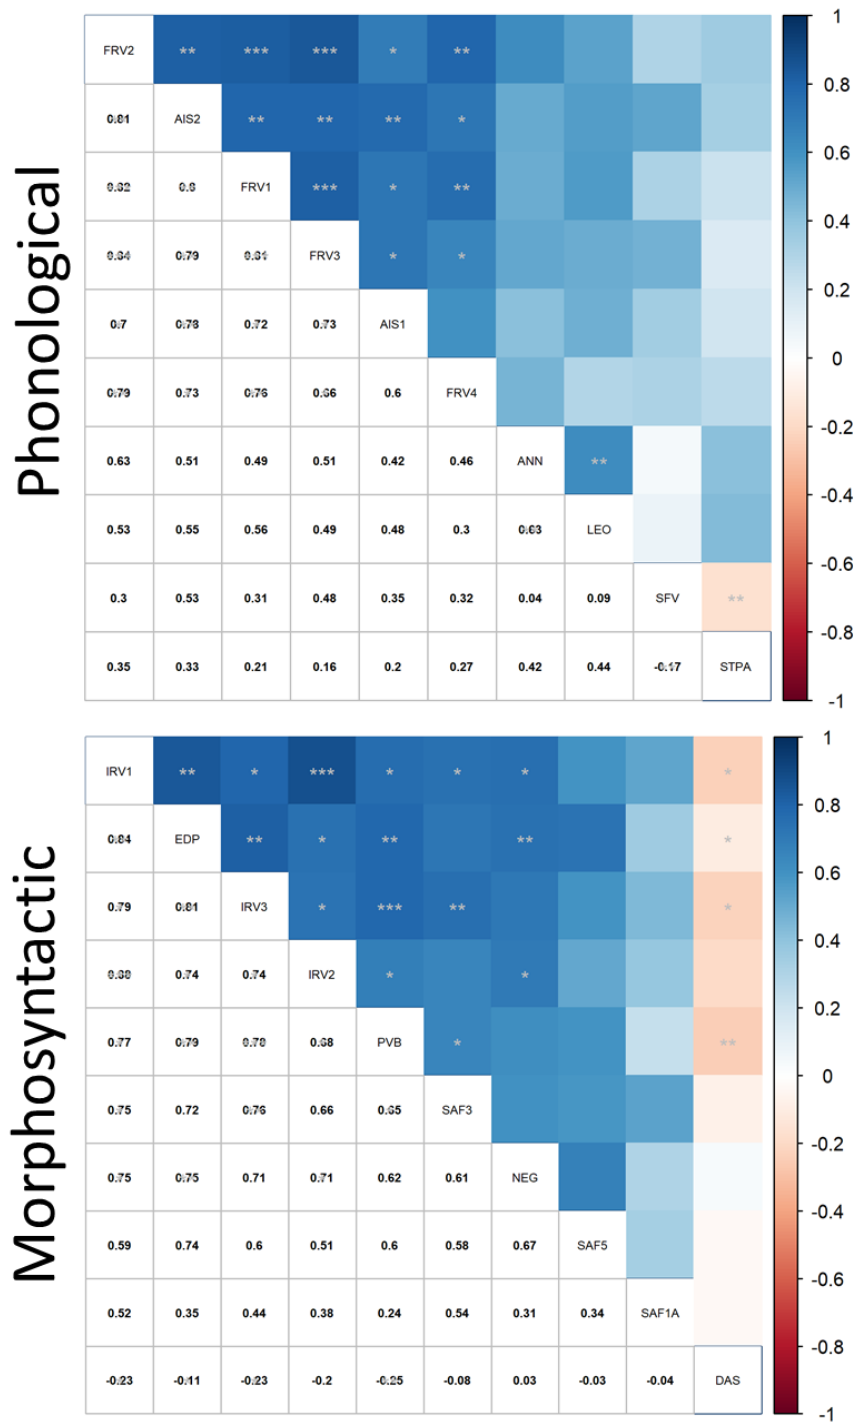 Phonological
FRV2 ** *** *** * **
0.81 AIS2 ** ** ** *
0.82 0.8 FRV1 *** * **
0.84 0.79 0.81 FRV3 * *
0.7 0.78 0.72 0.73 AIS1
0.79 0.73 0.76 0.66 0.6 FRV4
0.63 0.51 0.49 0.51 0.42 0.46 ANN **
0.53 0.55 0.56 0.49 0.48 0.3 0.63 LEO
0.3 0.53 0.31 0.48 0.35 0.32 0.04 0.09 SFV **
0.35 0.33 0.21 0.16 0.2 0.27 0.42 0.44 -0.17 STPA
1
0.8
0.6
0.4
0.2
0
-0.2
-0.4
-0.6
-0.8
-1
Morphosyntactic
IRV1 ** * *** * * * *
0.84 EDP ** * ** ** *
0.79 0.81 IRV3 * *** ** *
0.88 0.74 0.74 IRV2 * *
0.77 0.79 0.78 0.68 PVB * **
0.75 0.72 0.76 0.66 0.65 SAF3
0.75 0.75 0.71 0.71 0.62 0.61 NEG
0.59 0.74 0.6 0.51 0.6 0.58 0.67 SAF5
0.52 0.35 0.44 0.38 0.24 0.54 0.31 0.34 SAF1A
-0.23 -0.11 -0.23 -0.2 -0.25 -0.08 0.03 -0.03 -0.04 DAS
1
0.8
0.6
0.4
0.2
0
-0.2
-0.4
-0.6
-0.8
-1